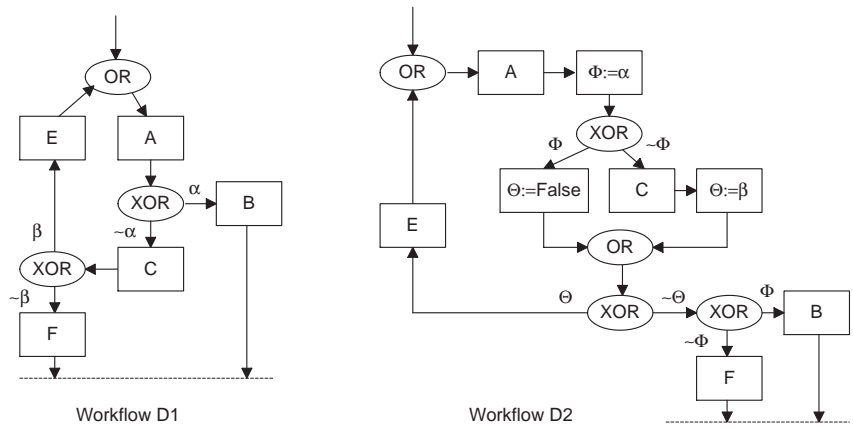 OR
E
A
XOR
α
B
~α
β
XOR
C
~β
F
Workflow D1
OR
A
Φ:=α
XOR
Φ
~Φ
Θ:=False
C
Θ:=β
E
OR
Θ
XOR
~Θ
XOR
Φ
B
~Φ
F
Workflow D2